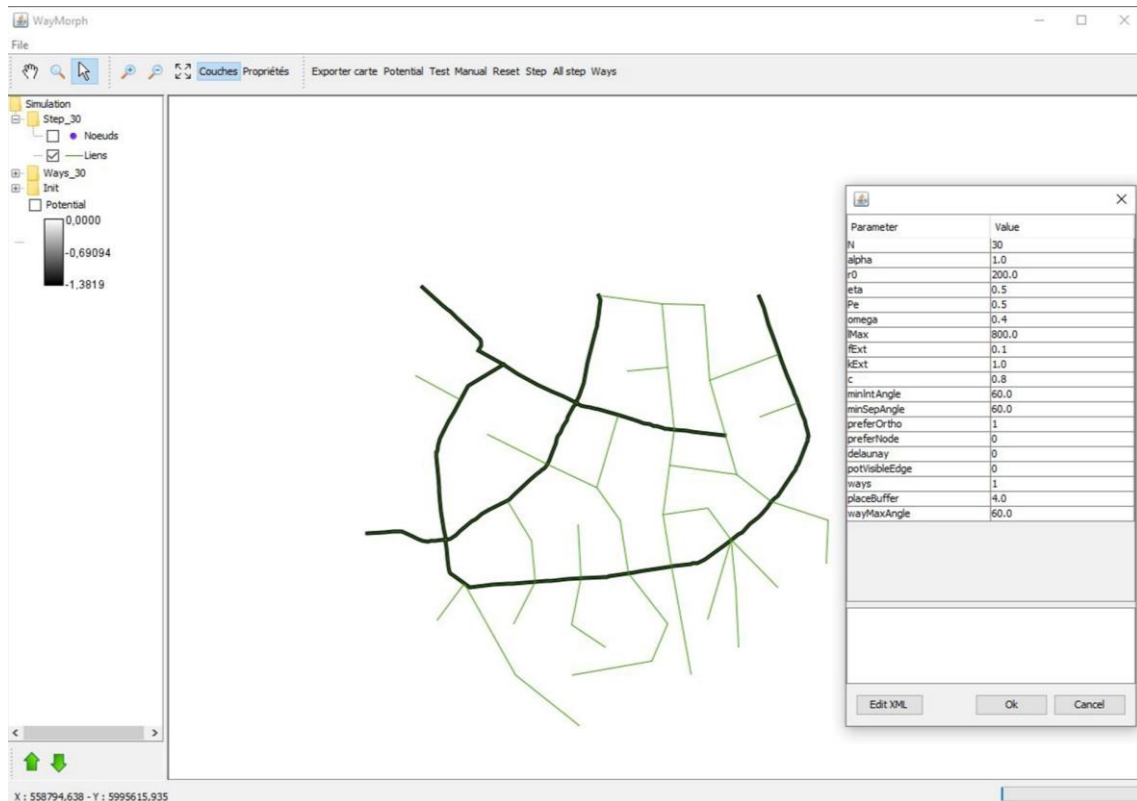 WayMorph
File
Couches Propriétés Exporter carte Potential Test Manual Reset Step All step Ways
Simulation
Step_30
Noeuds
Liens
Ways_30
Init
Potential
0,0000
-0,69094
-1,3819
Parameter Value
N 30
alpha 1.0
r0 200.0
eta 0.5
Pe 0.5
omega 0.4
lMax 800.0
fExt 0.1
kExt 1.0
c 0.8
minIntAngle 60.0
minSepAngle 60.0
preferOrtho 1
preferNode 0
delaunay 0
potVisibleEdge 0
ways 1
placeBuffer 4.0
wayMaxAngle 60.0
Edit XML Ok Cancel
X : 558794,638 - Y : 5995615,935